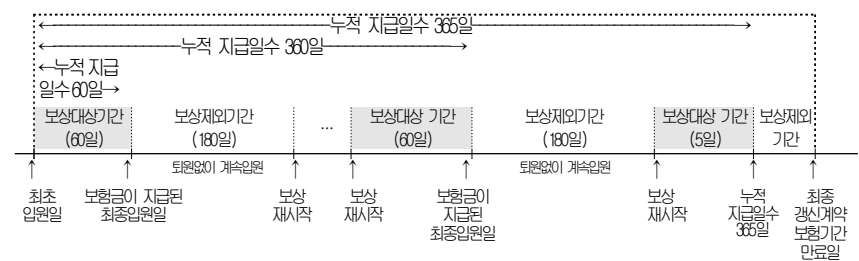 누적 지급일수 365일
누적 지급일수 360일
누적 지급
일수 60일
보상대상기간
(60일)
보상제외기간
(180일)
...
보상대상 기간
(60일)
보상제외기간
(180일)
보상대상 기간
(5일)
보상제외
기간
퇴원없이 계속입원
퇴원없이 계속입원
최초
입원일
보험금이 지급된
최종입원일
보상
재시작
보상
재시작
보험금이
지급된
최종입원일
보상
재시작
누적
지급일수
365일
최종
갱신계약
보험기간
만료일